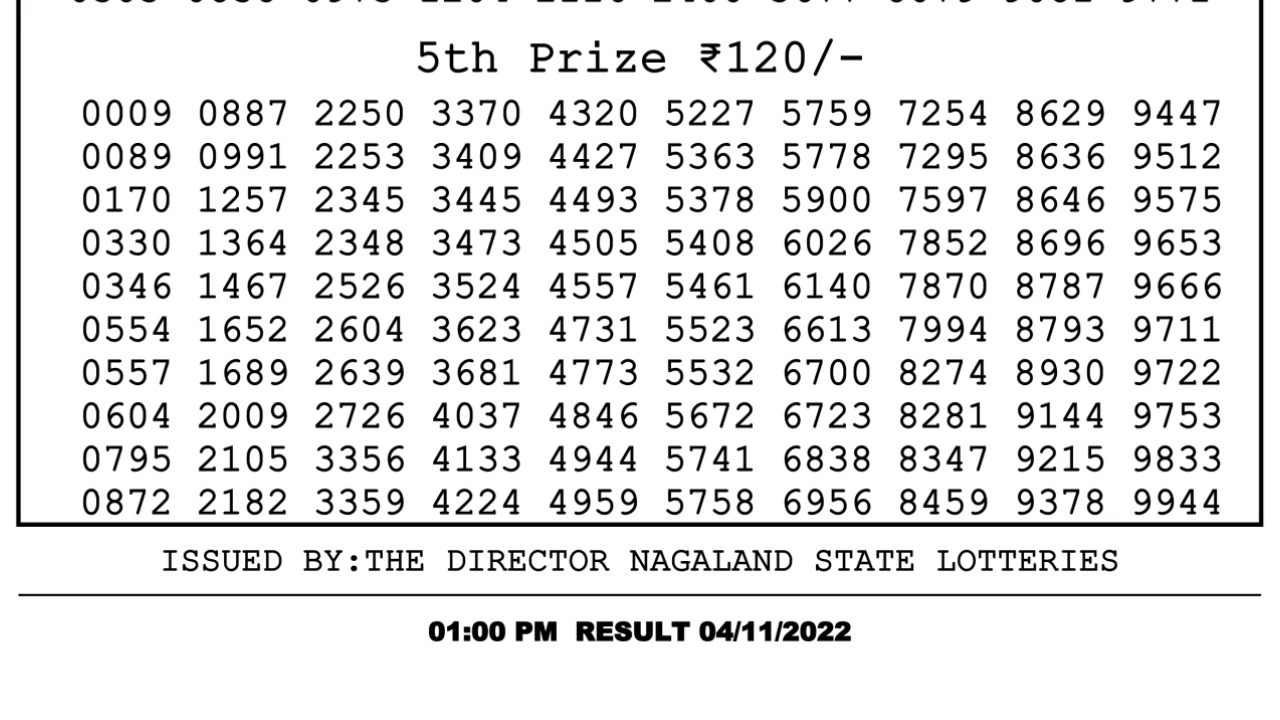 5th Prize ₹120/-
0009 0887 2250 3370 4320 5227 5759 7254 8629 9447
0089 0991 2253 3409 4427 5363 5778 7295 8636 9512
0170 1257 2345 3445 4493 5378 5900 7597 8646 9575
0330 1364 2348 3473 4505 5408 6026 7852 8696 9653
0346 1467 2526 3524 4557 5461 6140 7870 8787 9666
0554 1652 2604 3623 4731 5523 6613 7994 8793 9711
0557 1689 2639 3681 4773 5532 6700 8274 8930 9722
0604 2009 2726 4037 4846 5672 6723 8281 9144 9753
0795 2105 3356 4133 4944 5741 6838 8347 9215 9833
0872 2182 3359 4224 4959 5758 6956 8459 9378 9944
ISSUED BY:THE DIRECTOR NAGALAND STATE LOTTERIES
01:00 PM RESULT 04/11/2022